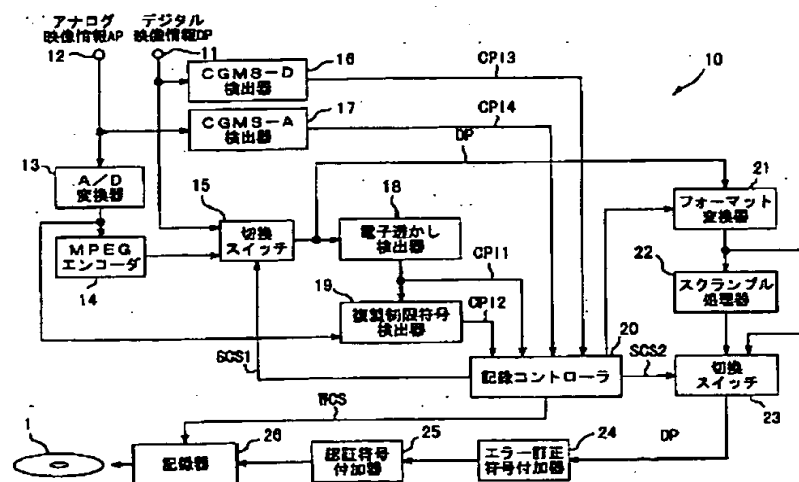 アナログ
映像情報AP
デジタル
映像情報DP
12
11
CGMS-D
検出器
16
CPI3
10
CGMS-A
検出器
17
CPI4
DP
13
A/D
変換器
15
切換
スイッチ
18
電子透かし
検出器
21
フォーマット
変換器
MPEG
エンコーダ
14
CPI1
22
スクランブル
処理器
19
複製制限符号
検出器
CPI2
20
SCS1
記録コントローラ
SCS2
切換
スイッチ
23
WCS
1
記録器
26
認証符号
付加器
25
エラー訂正
符号付加器
24
DP